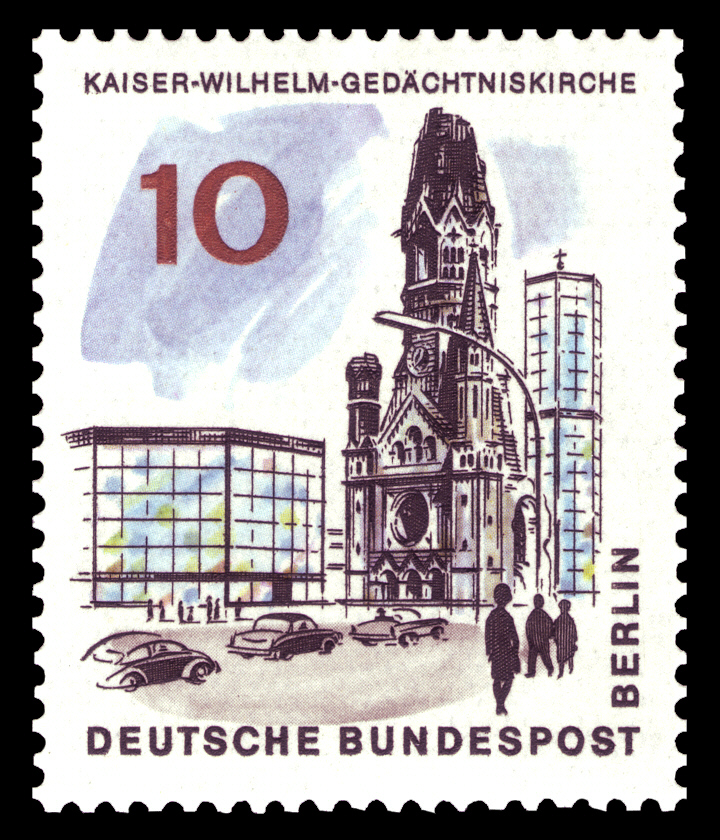 KAISER-WILHELM-GEDÄCHTNISKIRCHE
10
BERLIN
DEUTSCHE BUNDESPOST